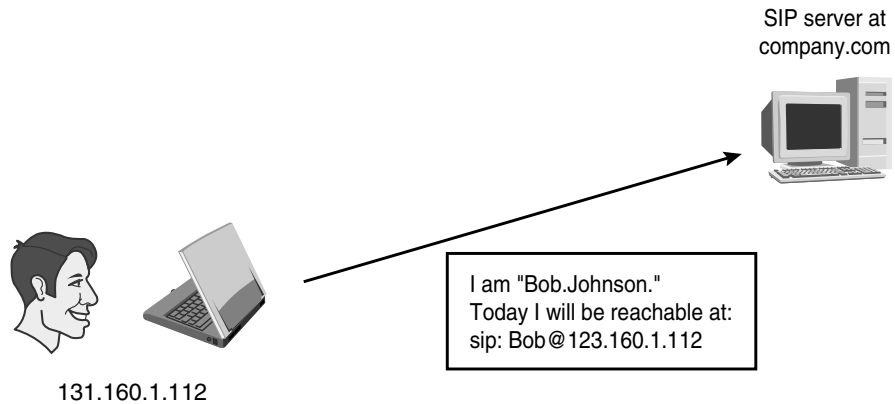 SIP server at
company.com
I am "Bob.Johnson."
Today I will be reachable at:
sip: Bob@123.160.1.112
131.160.1.112